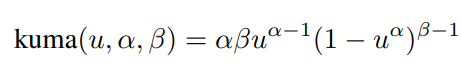 kuma(u, α, β) = αβu^{α−1}(1 − u^α)^{β−1}